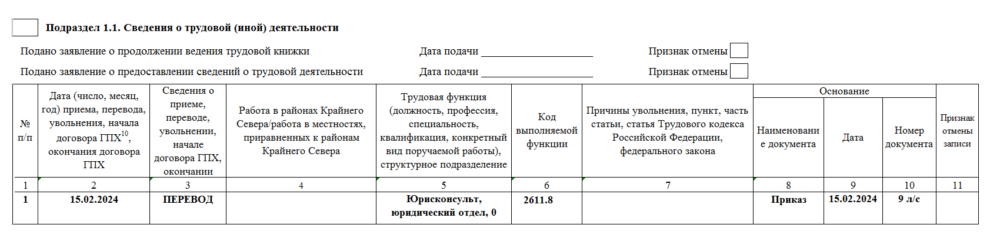 Подраздел 1.1. Сведения о трудовой (иной) деятельности
Подано заявление о продолжении ведения трудовой книжки Дата подачи ____________________ Признак отмены
Подано заявление о предоставлении сведений о трудовой деятельности Дата подачи ____________________ Признак отмены
№
п/п
Дата (число, месяц,
год) приема, перевода,
увольнения, начала
договора ГПХ10,
окончания договора
ГПХ
Сведения о
приеме,
переводе,
увольнении,
начале
договора ГПХ,
окончании
Работа в районах Крайнего
Севера/работа в местностях,
приравненных к районам
Крайнего Севера
Трудовая функция
(должность, профессия,
специальность,
квалификация, конкретный
вид поручаемой работы),
структурное подразделение
Код
выполняемой
функции
Причины увольнения, пункт, часть
статьи, статья Трудового кодекса
Российской Федерации,
федерального закона
Основание
Наименовани
е документа
Дата
Номер
документа
Признак
отмены
записи
1 2 3 4 5 6 7 8 9 10 11
1 15.02.2024 ПЕРЕВОД Юрисконсульт, 2611.8 Приказ 15.02.2024 9 л/с
юридический отдел, 0